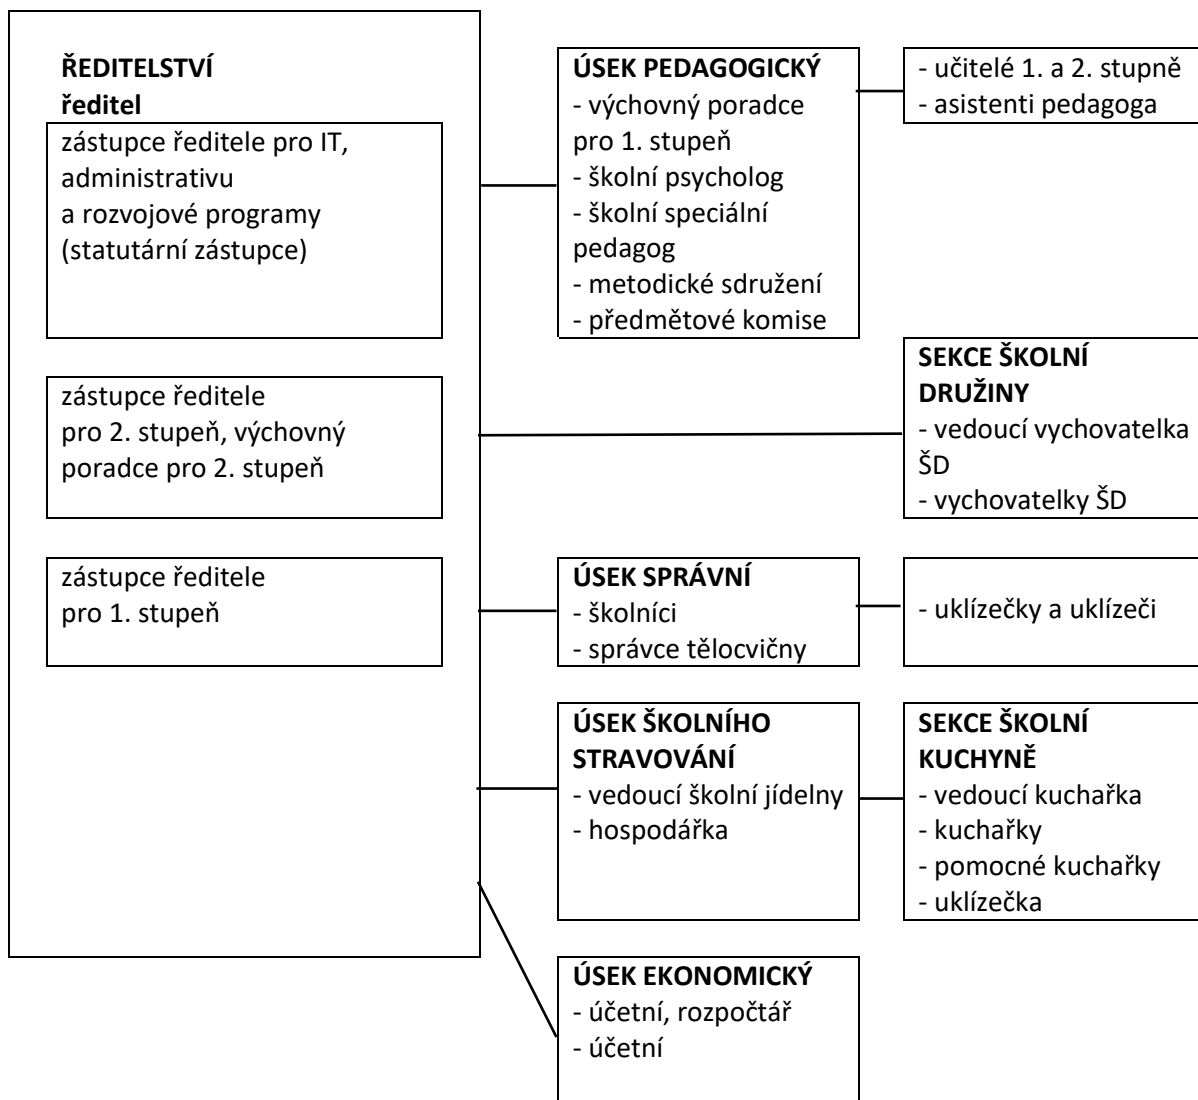 ŘEDITELSTVÍ
ředitel
zástupce ředitele pro IT,
administrativu
a rozvojové programy
(statutární zástupce)
zástupce ředitele
pro 2. stupeň, výchovný
poradce pro 2. stupeň
zástupce ředitele
pro 1. stupeň
ÚSEK PEDAGOGICKÝ
- výchovný poradce
pro 1. stupeň
- školní psycholog
- školní speciální
pedagog
- metodické sdružení
- předmětové komise
- učitelé 1. a 2. stupně
- asistenti pedagoga
SEKCE ŠKOLNÍ
DRUŽINY
- vedoucí vychovatelka
ŠD
- vychovatelky ŠD
ÚSEK SPRÁVNÍ
- školníci
- správce tělocvičny
- uklízečky a uklízeči
ÚSEK ŠKOLNÍHO
STRAVOVÁNÍ
- vedoucí školní jídelny
- hospodářka
SEKCE ŠKOLNÍ
KUCHYNĚ
- vedoucí kuchařka
- kuchařky
- pomocné kuchařky
- uklízečka
ÚSEK EKONOMICKÝ
- účetní, rozpočtář
- účetní